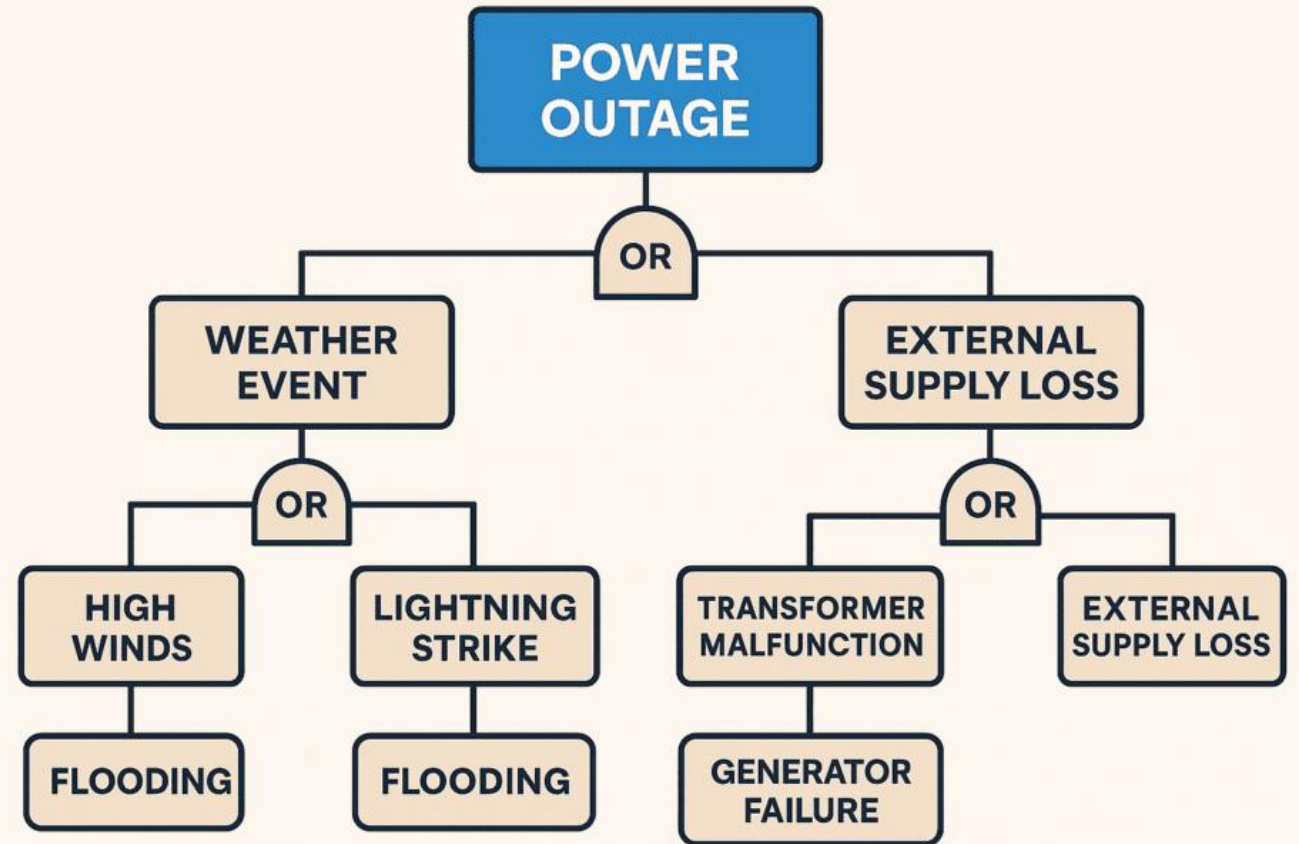 POWER
OUTAGE
OR
WEATHER
EVENT
EXTERNAL
SUPPLY LOSS
OR
OR
HIGH
WINDS
LIGHTNING
STRIKE
TRANSFORMER
MALFUNCTION
EXTERNAL
SUPPLY LOSS
FLOODING
FLOODING
GENERATOR
FAILURE